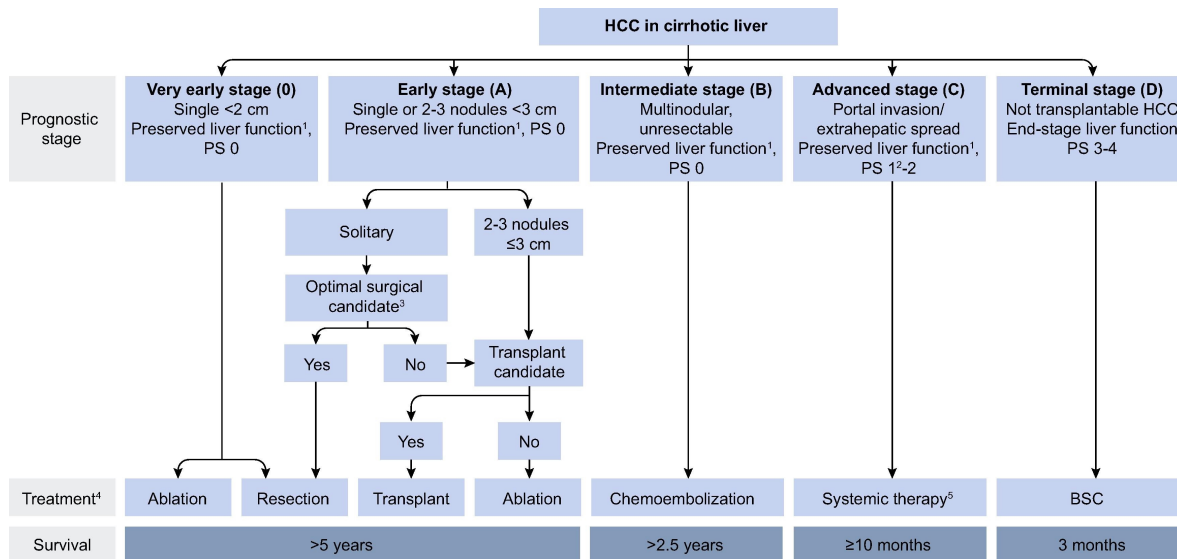 HCC in cirrhotic liver
Prognostic
stage
Very early stage (0)
Single <2 cm
Preserved liver function¹,
PS 0
Early stage (A)
Single or 2-3 nodules <3 cm
Preserved liver function¹, PS 0
Intermediate stage (B)
Multinodular,
unresectable
Preserved liver function¹,
PS 0
Advanced stage (C)
Portal invasion/
extrahepatic spread
Preserved liver function¹,
PS 1²-2
Terminal stage (D)
Not transplantable HCC
End-stage liver function
PS 3-4
Solitary
2-3 nodules
≤3 cm
Optimal surgical
candidate³
Yes
No
Transplant
candidate
Yes
No
Treatment⁴
Ablation
Resection
Transplant
Ablation
Chemoembolization
Systemic therapy⁵
BSC
Survival
>5 years
>2.5 years
≥10 months
3 months